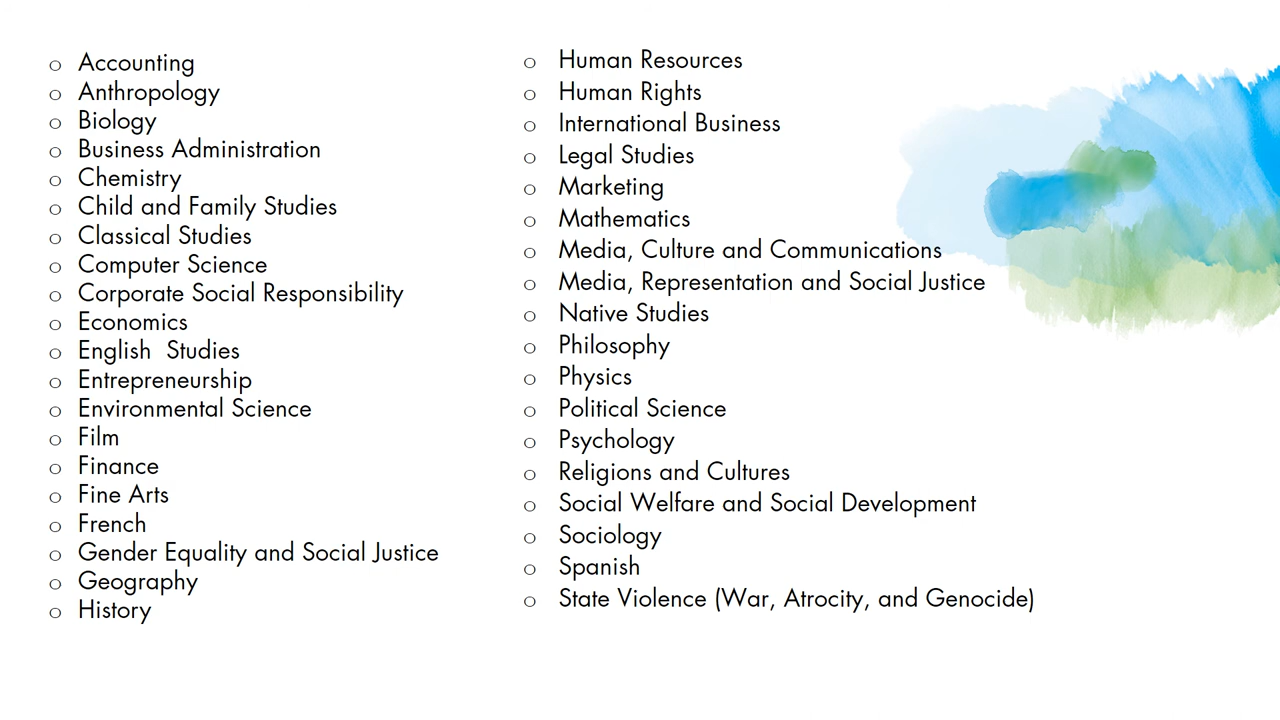 o Accounting
o Anthropology
o Biology
o Business Administration
o Chemistry
o Child and Family Studies
o Classical Studies
o Computer Science
o Corporate Social Responsibility
o Economics
o English  Studies
o Entrepreneurship
o Environmental Science
o Film
o Finance
o Fine Arts
o French
o Gender Equality and Social Justice
o Geography
o History
o Human Resources
o Human Rights
o International Business
o Legal Studies
o Marketing
o Mathematics
o Media, Culture and Communications
o Media, Representation and Social Justice
o Native Studies
o Philosophy
o Physics
o Political Science
o Psychology
o Religions and Cultures
o Social Welfare and Social Development
o Sociology
o Spanish
o State Violence (War, Atrocity, and Genocide)